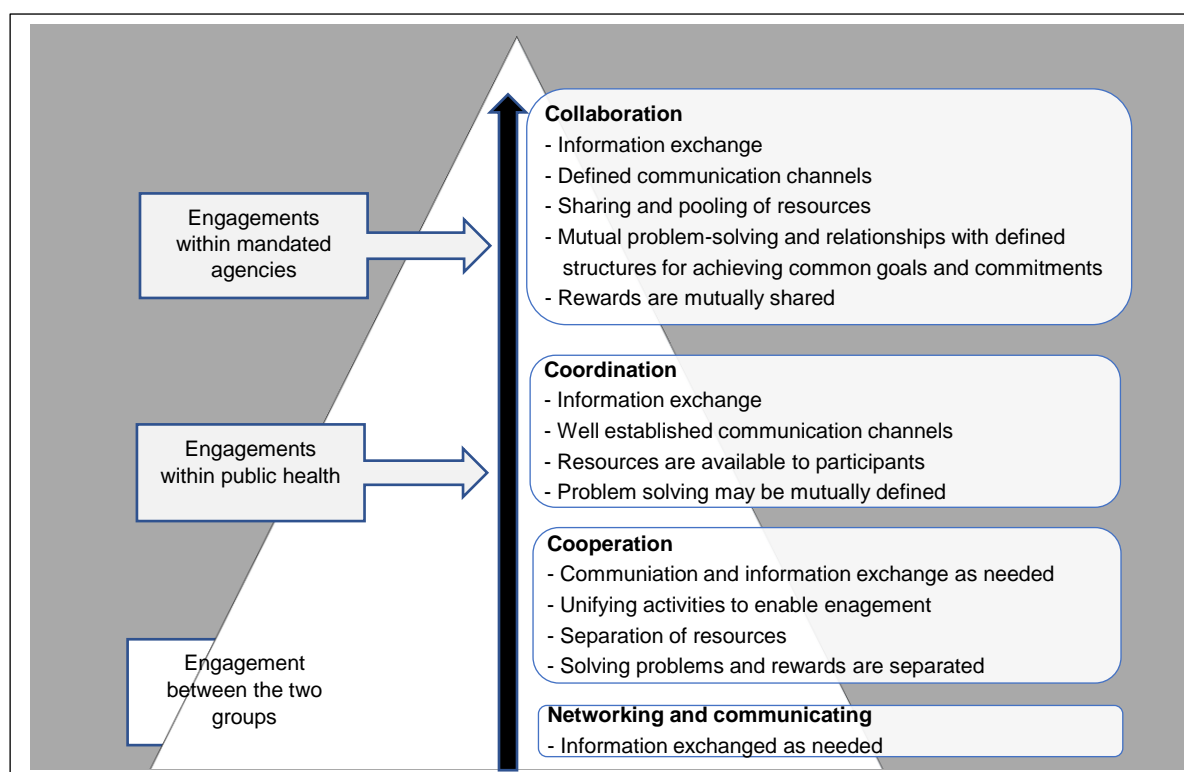 Engagements
within mandated
agencies
Engagements
within public health
Engagement
between the two
groups
Collaboration
- Information exchange
- Defined communication channels
- Sharing and pooling of resources
- Mutual problem-solving and relationships with defined
structures for achieving common goals and commitments
- Rewards are mutually shared
Coordination
- Information exchange
- Well established communication channels
- Resources are available to participants
- Problem solving may be mutually defined
Cooperation
- Communiation and information exchange as needed
- Unifying activities to enable enagement
- Separation of resources
- Solving problems and rewards are separated
Networking and communicating
- Information exchanged as needed